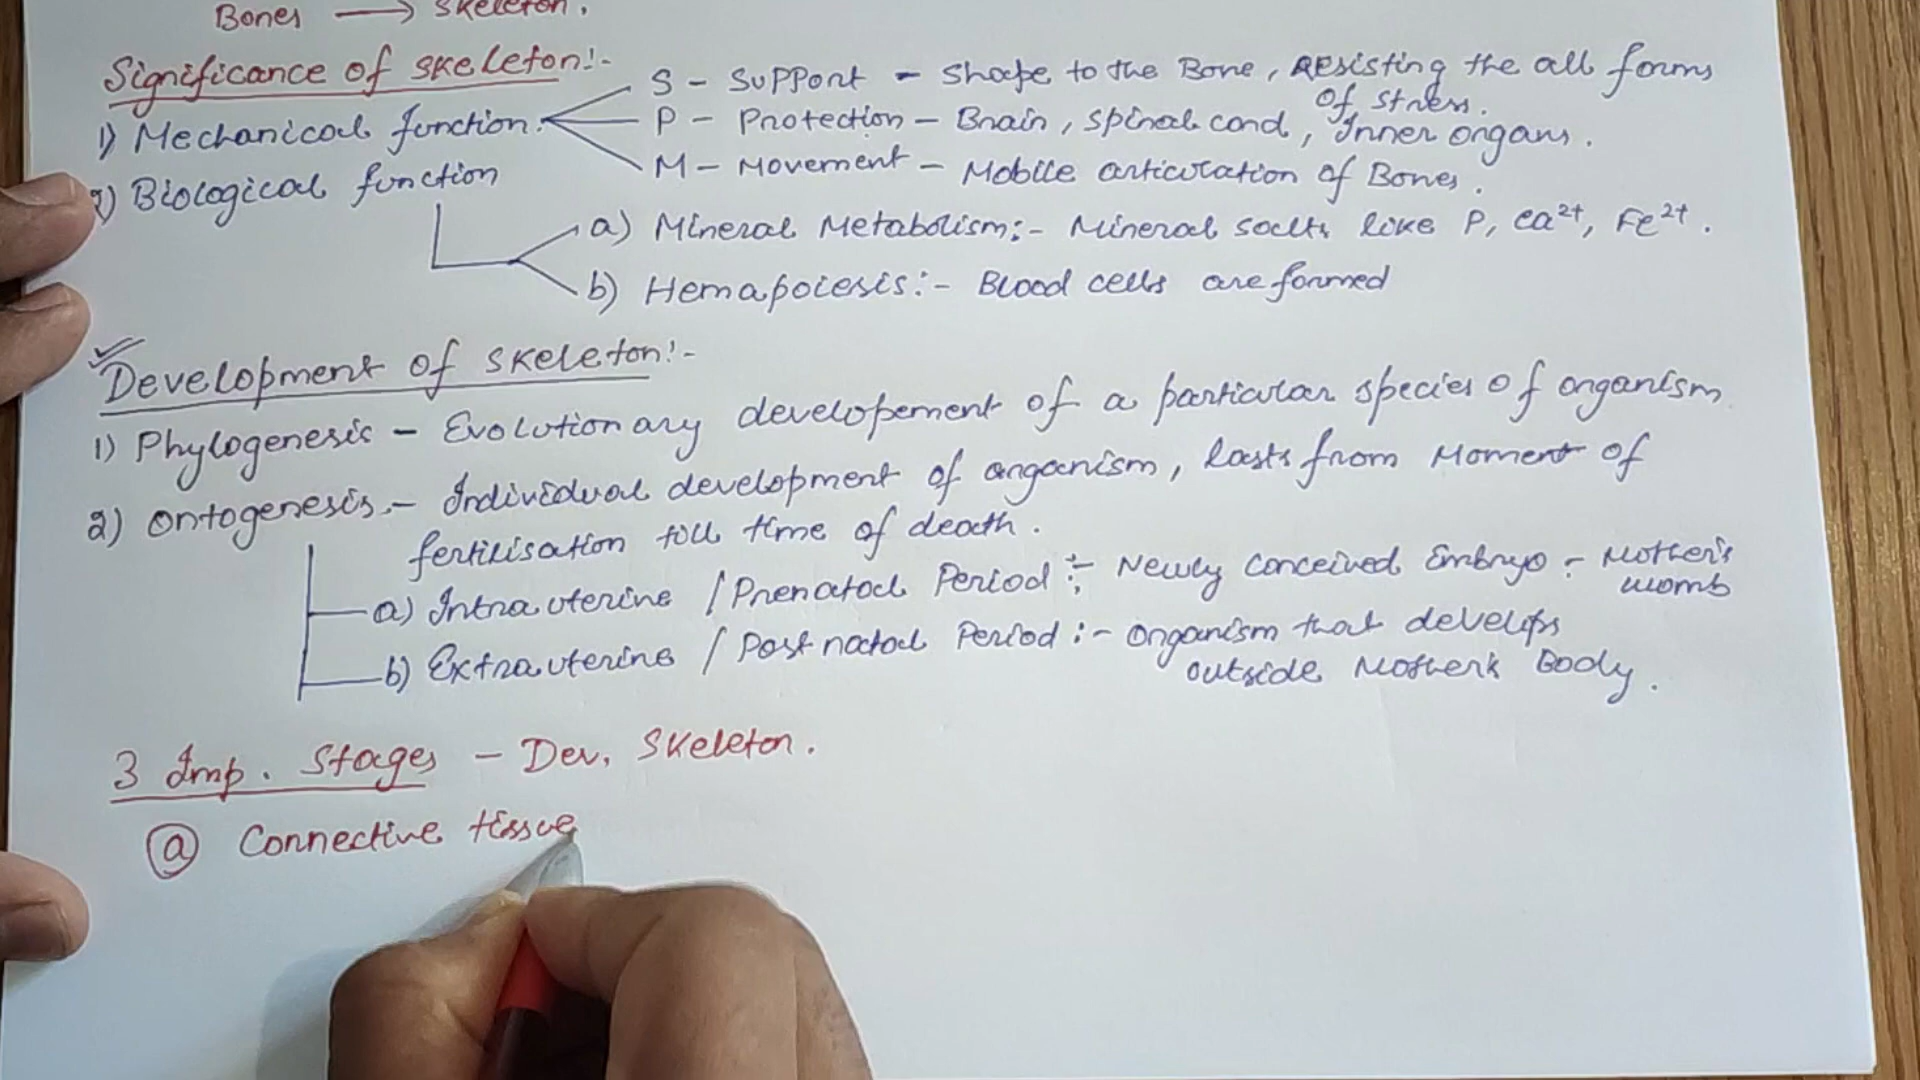 Bones → Skeleton.
Significance of Skeleton:-
1) Mechanical function.
S - Support - Shape to the Bone, Resisting the all forms of stress.
P - Protection - Brain, spinal cord, Inner organs.
M - Movement - Mobile articulation of Bones.
2) Biological function
a) Mineral Metabolism:- Mineral salts like P, Ca²⁺, Fe²⁺.
b) Hemapoiesis:- Blood cells are formed
Development of Skeleton:-
1) Phylogenesis - Evolutionary developement of a particular species of organism
2) Ontogenesis - Individual development of organism, lasts from Moment of
fertilisation till time of death.
a) Intrauterine / Prenatal Period :- Newly Conceived Embryo - Mother's womb
b) Extrauterine / Postnatal Period :- Organism that develops
outside Mother's Body.
3 Imp. Stages - Dev. Skeleton.
a Connective tissue